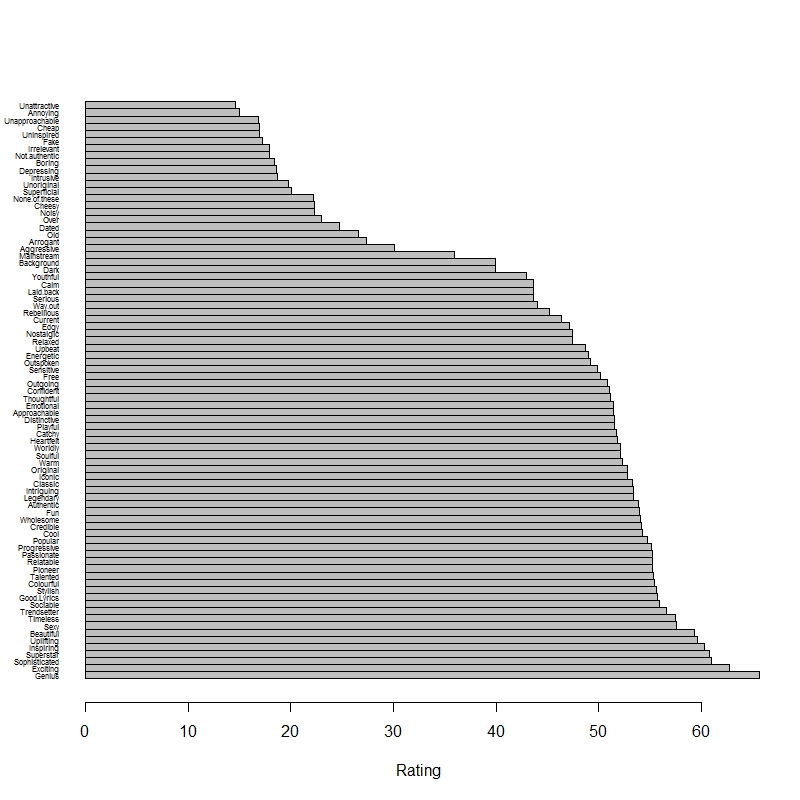 Unattractive
Annoying
Unapproachable
Cheap
Uninspired
Fake
Irrelevant
Not.authentic
Boring
Depressing
Intrusive
Unoriginal
Superficial
None.of.these
Cheesy
Noisy
Over
Dated
Old
Arrogant
Aggressive
Mainstream
Background
Dark
Youthful
Calm
Laid.back
Serious
Way.out
Rebellious
Current
Edgy
Nostalgic
Relaxed
Upbeat
Energetic
Outspoken
Sensitive
Free
Outgoing
Confident
Thoughtful
Emotional
Approachable
Distinctive
Playful
Catchy
Heartfelt
Worldly
Soulful
Warm
Original
Iconic
Classic
Intriguing
Legendary
Authentic
Fun
Wholesome
Credible
Cool
Popular
Progressive
Passionate
Relatable
Pioneer
Talented
Colourful
Stylish
Good.Lyrics
Sociable
Trendsetter
Timeless
Sexy
Beautiful
Uplifting
Inspiring
Superstar
Sophisticated
Exciting
Genius
0 10 20 30 40 50 60
Rating